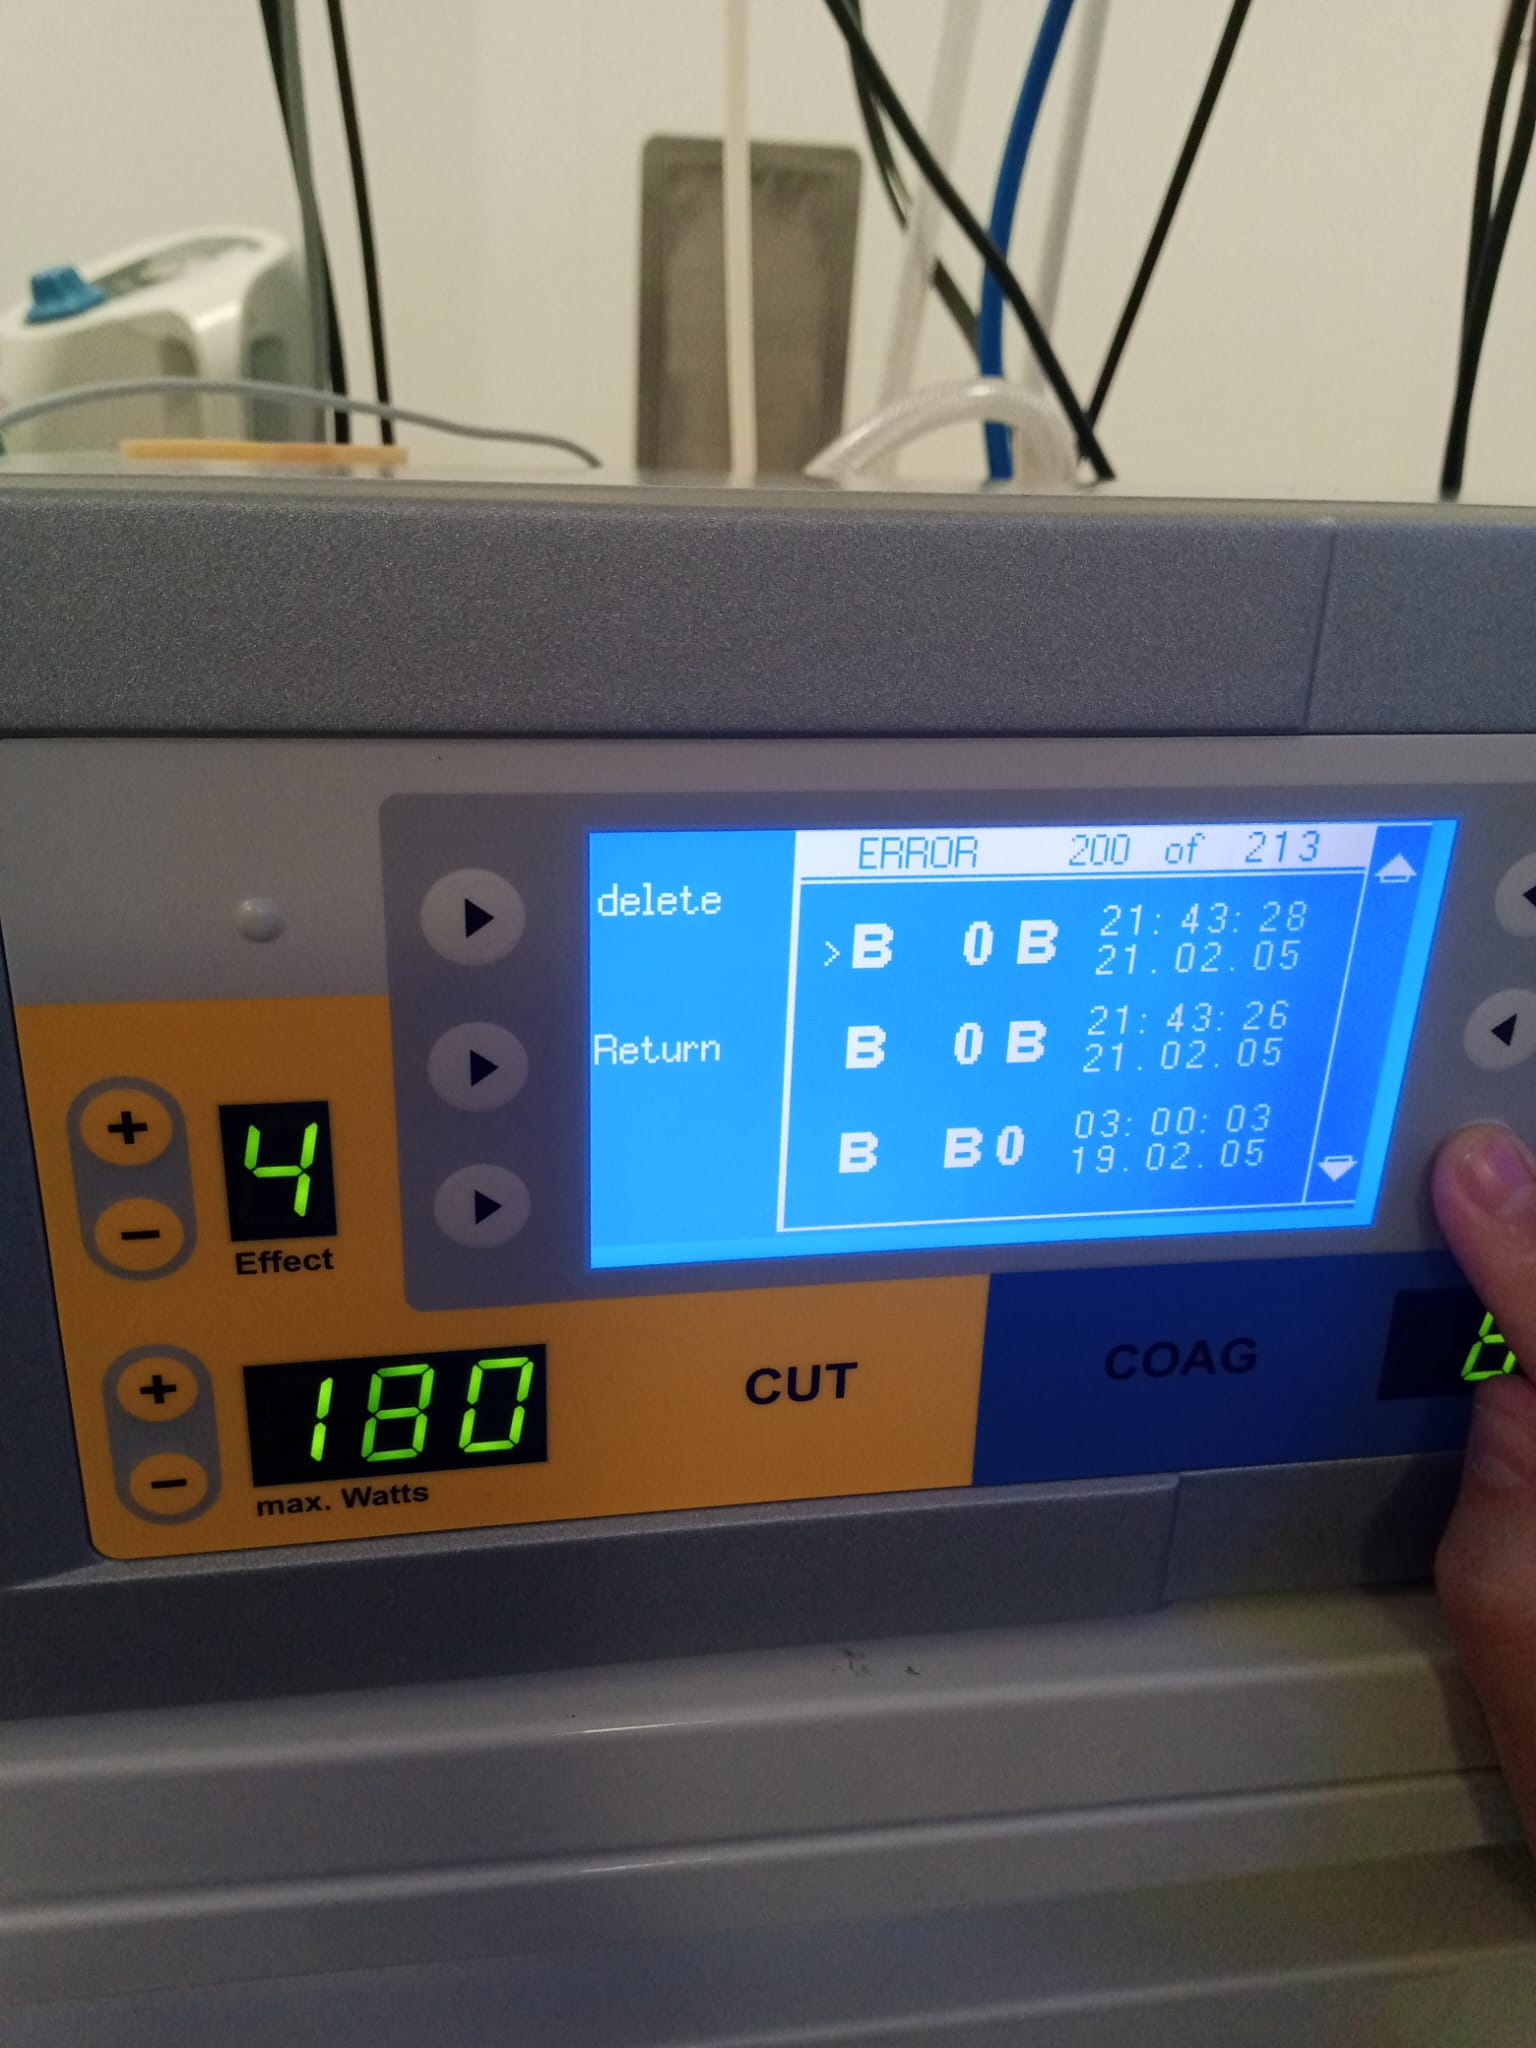 ERROR 200 of 213
delete
>B 0B 21:43:28
21.02.05
B 0B 21:43:26
21.02.05
Return
B B0 03:00:03
19.02.05
+
-
4
Effect
+
-
180
max. Watts
CUT
COAG